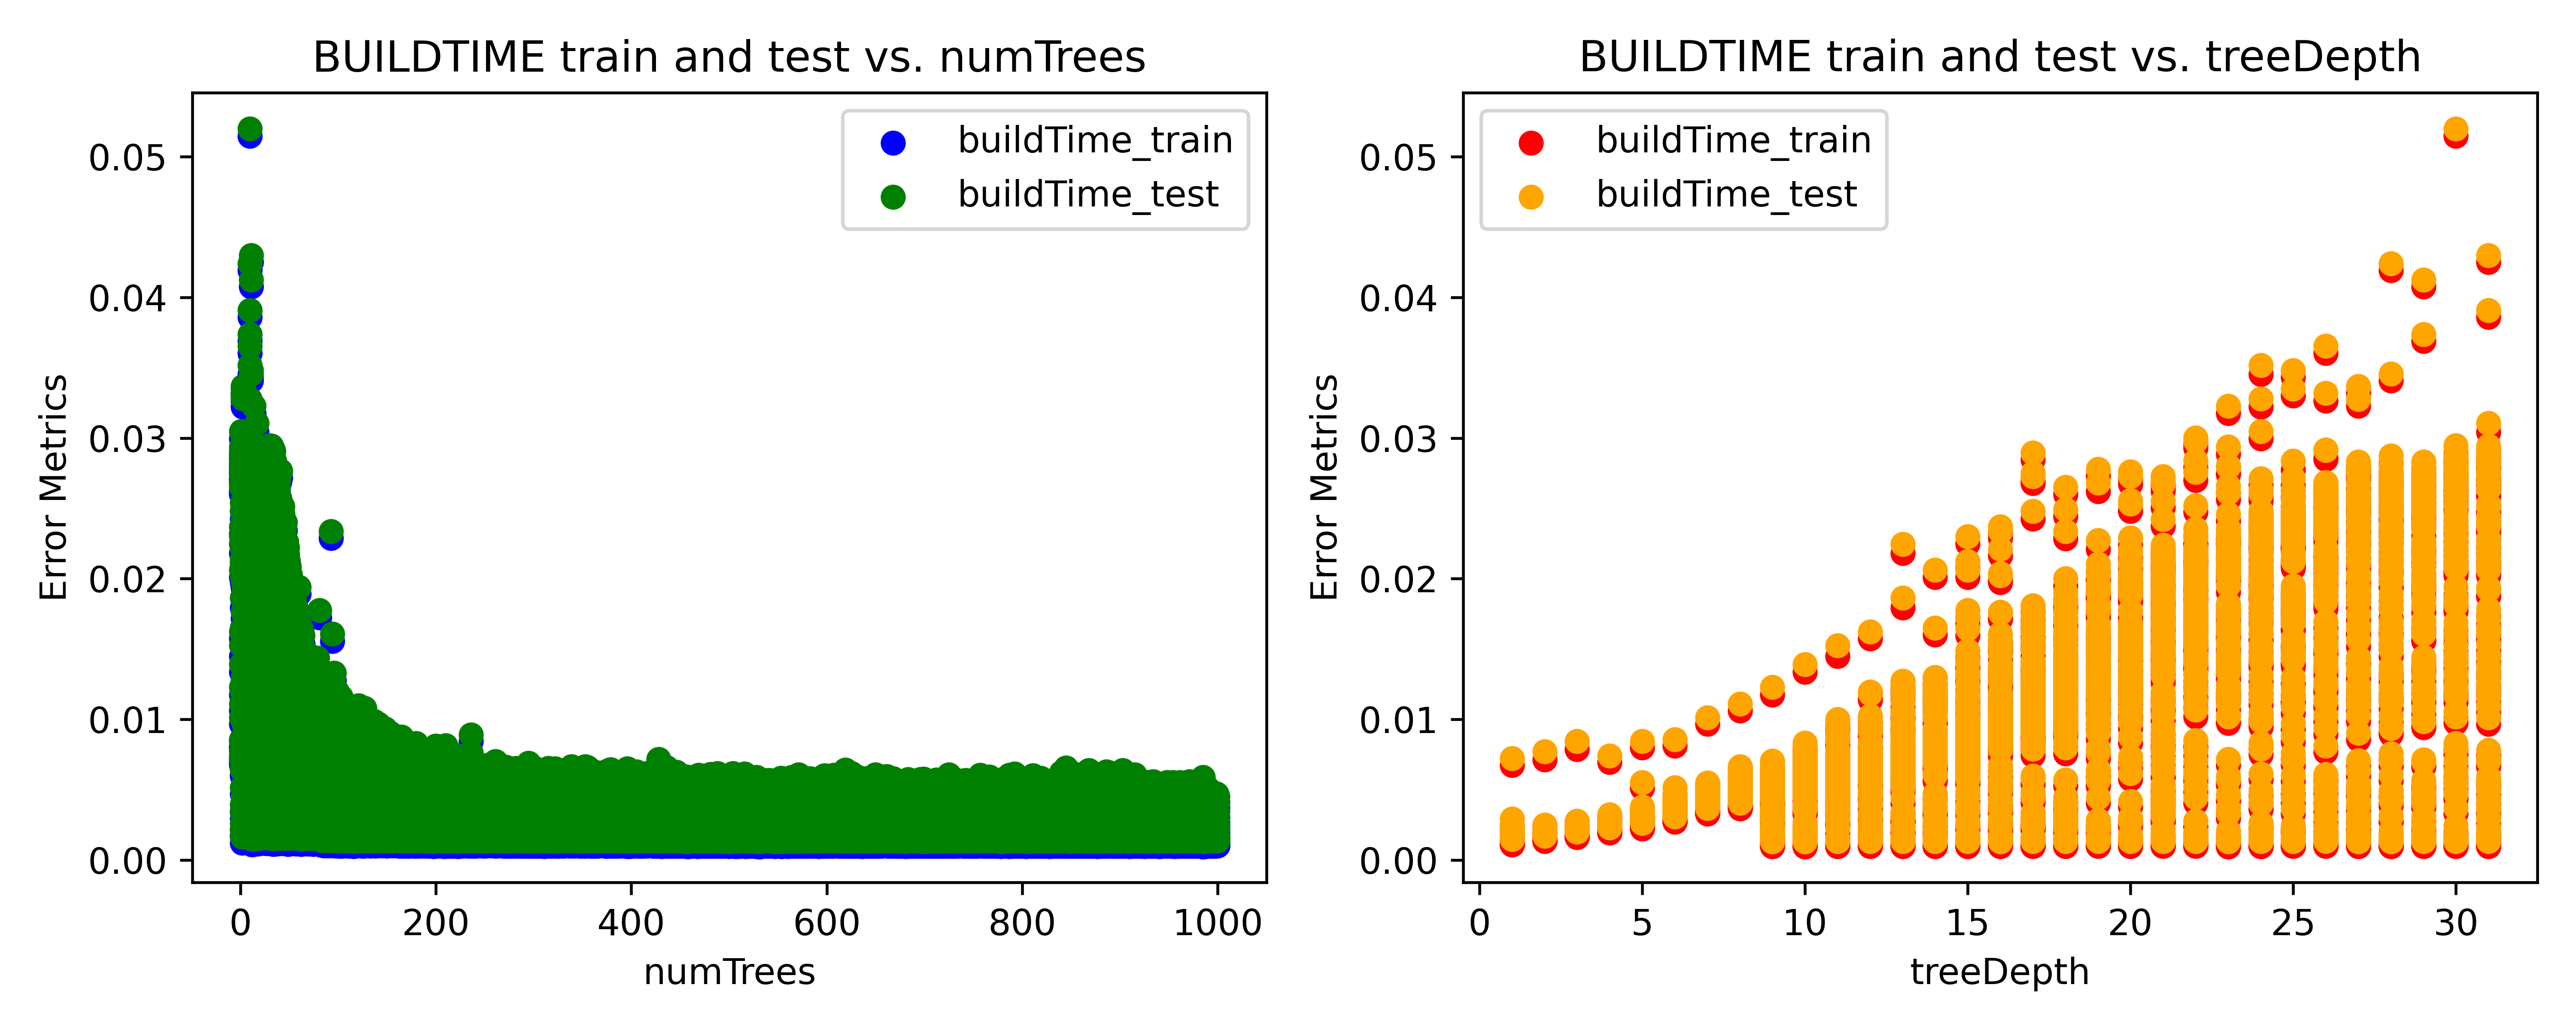 BUILDTIME train and test vs. numTrees
buildTime_train
buildTime_test
Error Metrics
0.05
0.04
0.03
0.02
0.01
0.00
0 200 400 600 800 1000
numTrees
BUILDTIME train and test vs. treeDepth
buildTime_train
buildTime_test
Error Metrics
0.05
0.04
0.03
0.02
0.01
0.00
0 5 10 15 20 25 30
treeDepth